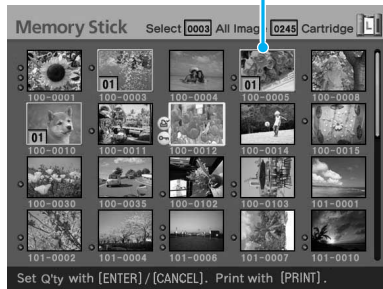 Memory Stick Select 0003 All Image 0245 Cartridge L
01 01
100-0001 100-0003 100-0004 100-0005 100-0008
01
100-0010 100-0011 100-0012 100-0014 100-0015
100-0030 100-0035 100-0102 100-0103 101-0001
101-0002 101-0004 101-0006 101-0007 101-0010
Set Q'ty with [ENTER]/[CANCEL]. Print with [PRINT].